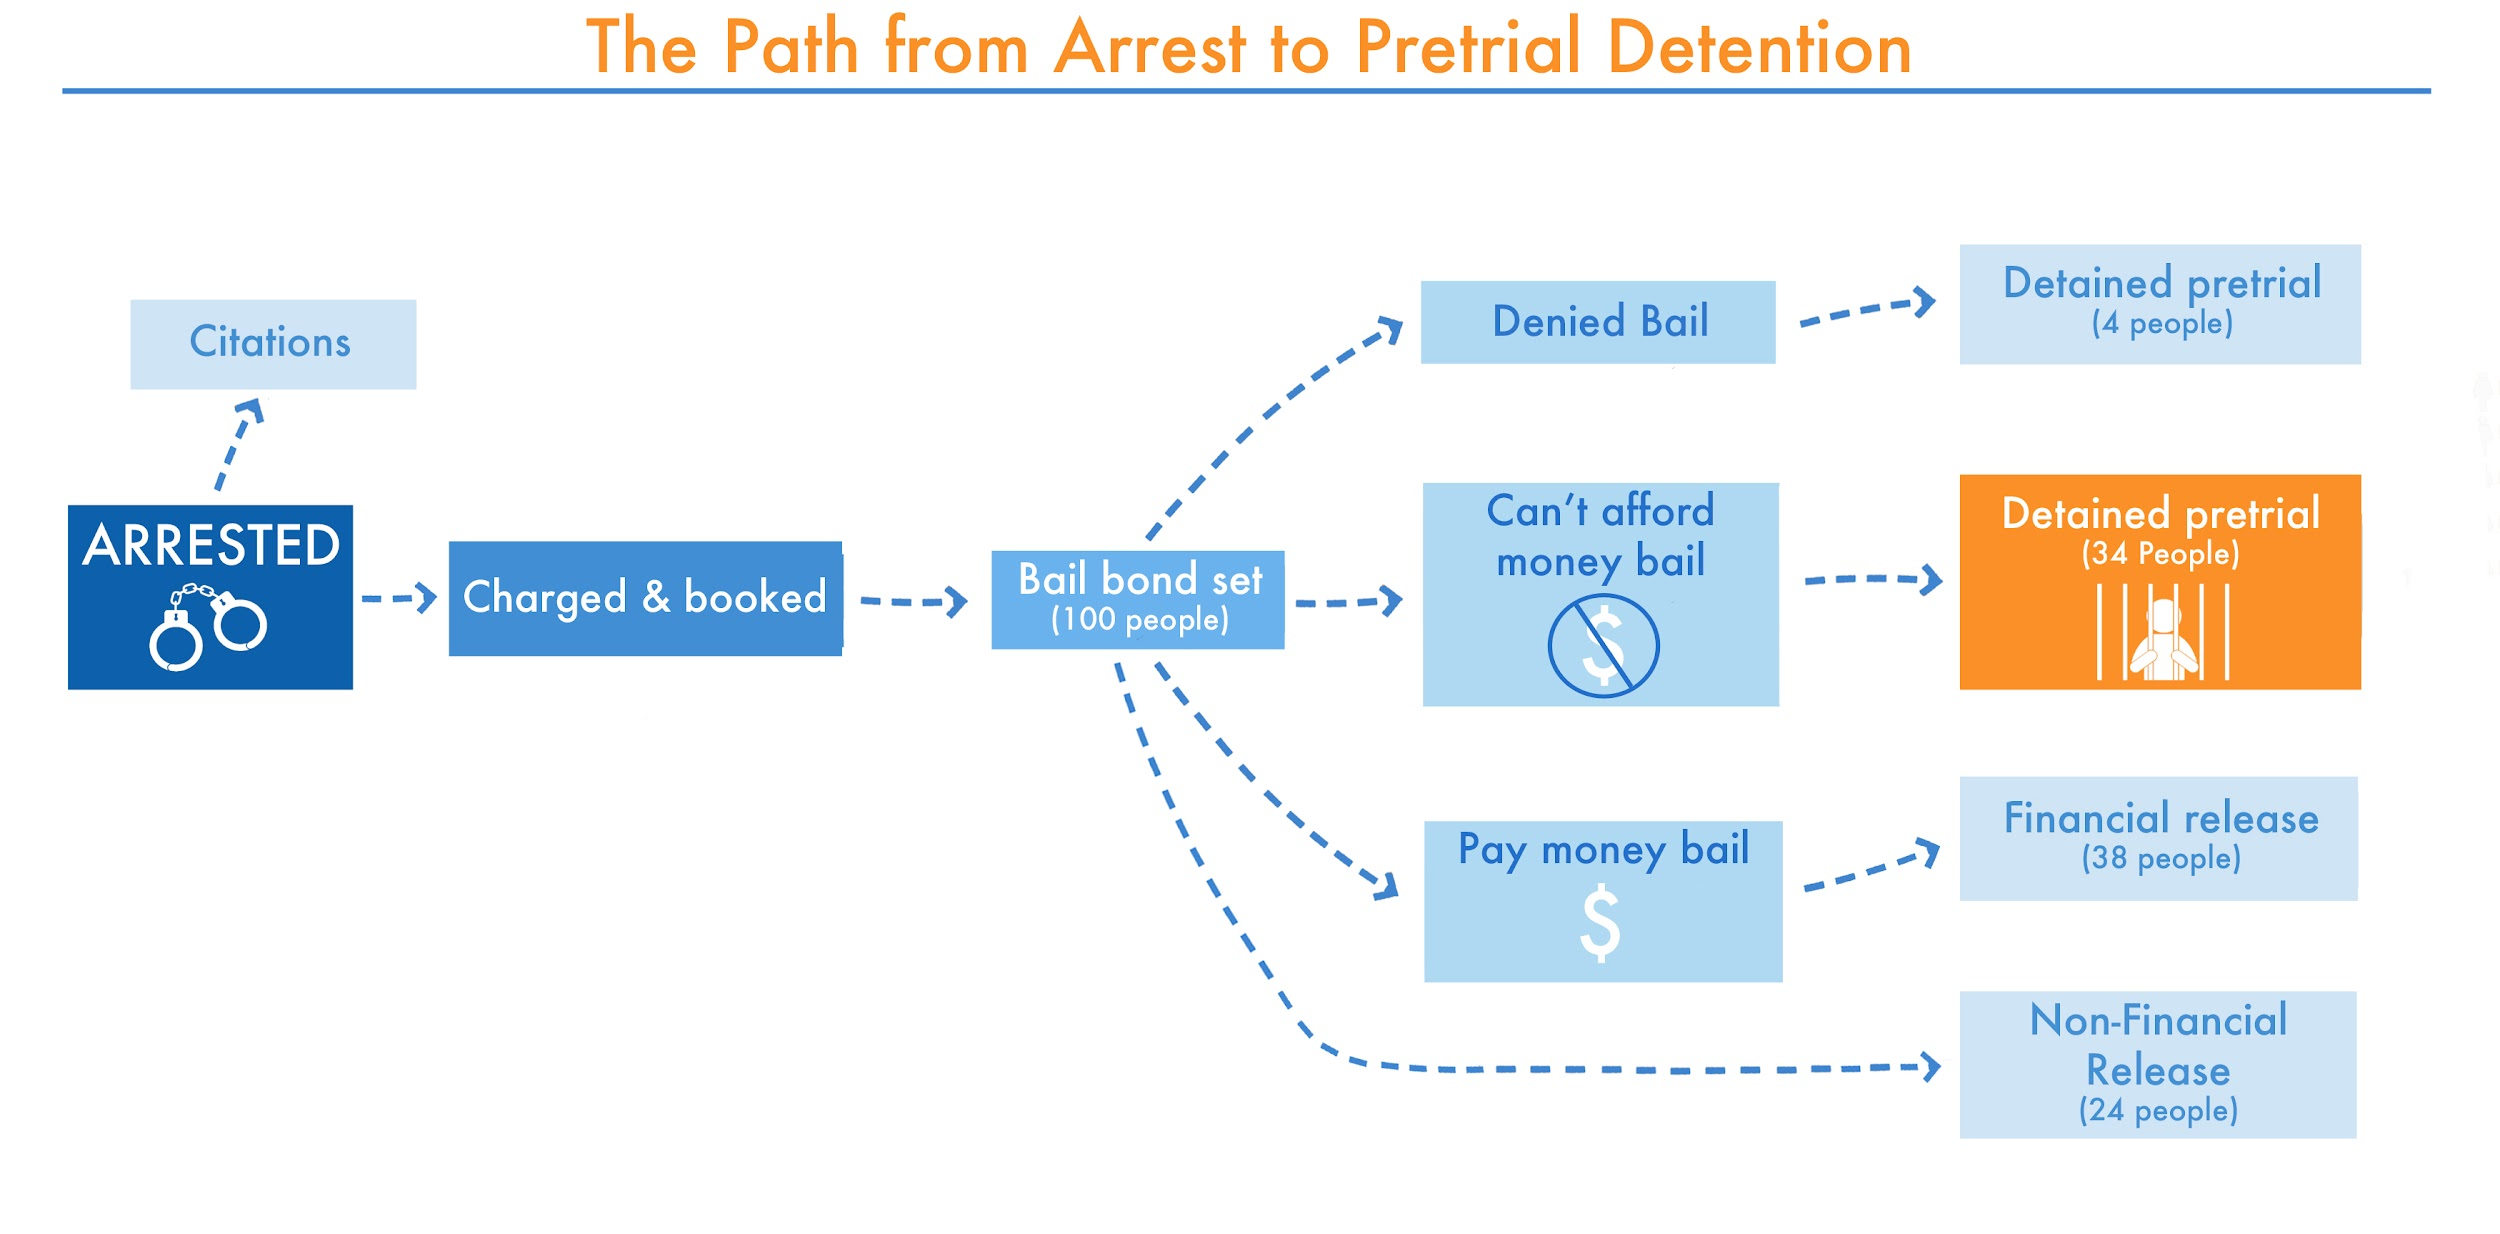 The Path from Arrest to Pretrial Detention
Citations
ARRESTED
Charged & booked
Bail bond set
(100 people)
Denied Bail
Detained pretrial
(4 people)
Can't afford
money bail
$
Detained pretrial
(34 People)
Pay money bail
$
Financial release
(38 people)
Non-Financial
Release
(24 people)